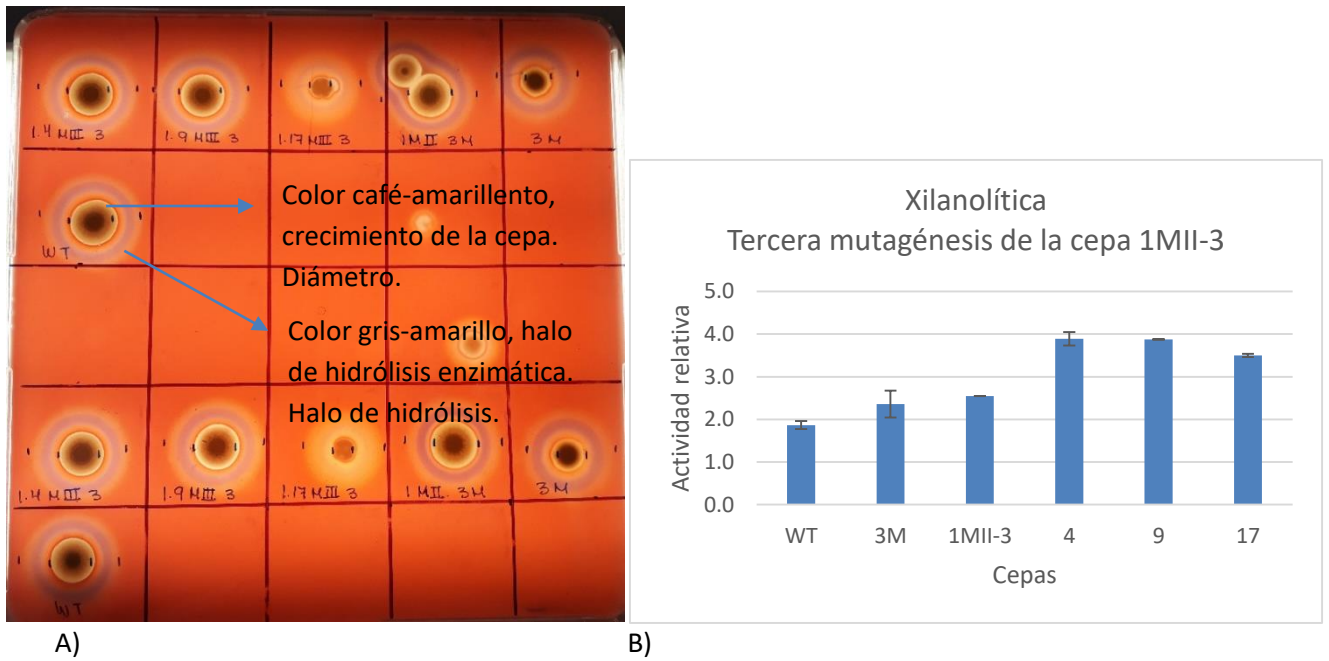 1.4 MIII 3
1.9 MIII 3
1.17 MIII 3
1MII 3M
3M
WT
Color café-amarillento,
crecimiento de la cepa.
Diámetro.
Color gris-amarillo, halo
de hidrólisis enzimática.
Halo de hidrólisis.
1.4 MIII 3
1.9 MIII 3
1.17 MIII 3
1 MII. 3M
3M
WT
A)
Xilanolítica
Tercera mutagénesis de la cepa 1MII-3
Actividad relativa
5.0
4.0
3.0
2.0
1.0
0.0
WT 3M 1MII-3 4 9 17
Cepas
B)